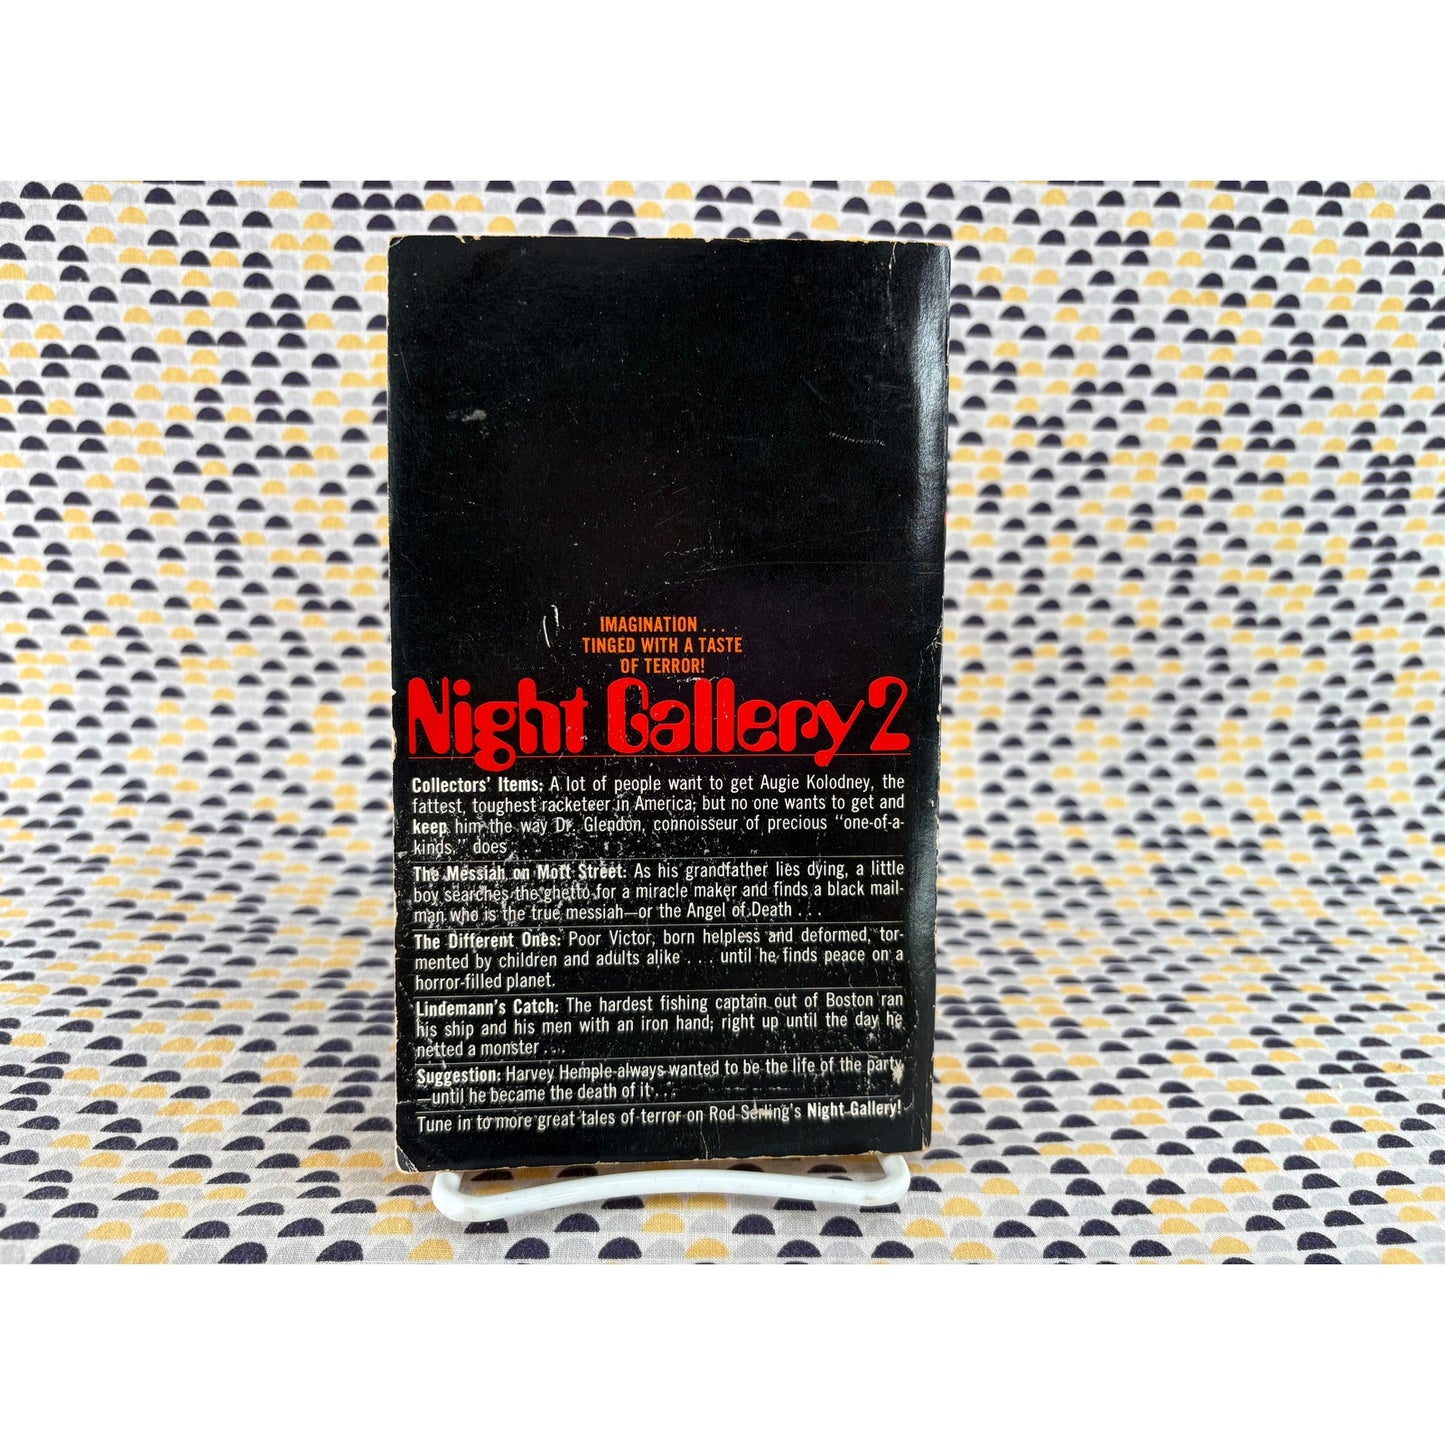 IMAGINATION . . . .
TINGED WITH A TASTE
OF TERROR!
Night Gallery 2
Collectors' Items: A lot of people want to get Augie Kolodney, the
fattest, toughest racketeer in America; but no one wants to get and
keep him the way Dr. Glendon, connoisseur of precious "one-of-a-
kinds," does . . .
The Messiah on Mott Street: As his grandfather lies dying, a little
boy searches the ghetto for a miracle maker and finds a black mail-
man who is the true messiah—or the Angel of Death . . .
The Different Ones: Poor Victor, born helpless and deformed, tor-
mented by children and adults alike . . . until he finds peace on a
horror-filled planet.
Lindemann's Catch: The hardest fishing captain out of Boston ran
his ship and his men with an iron hand; right up until the day he
netted a monster . . .
Suggestion: Harvey Hemple always wanted to be the life of the party
—until he became the death of it . . .
Tune in to more great tales of terror on Rod Serling's Night Gallery!